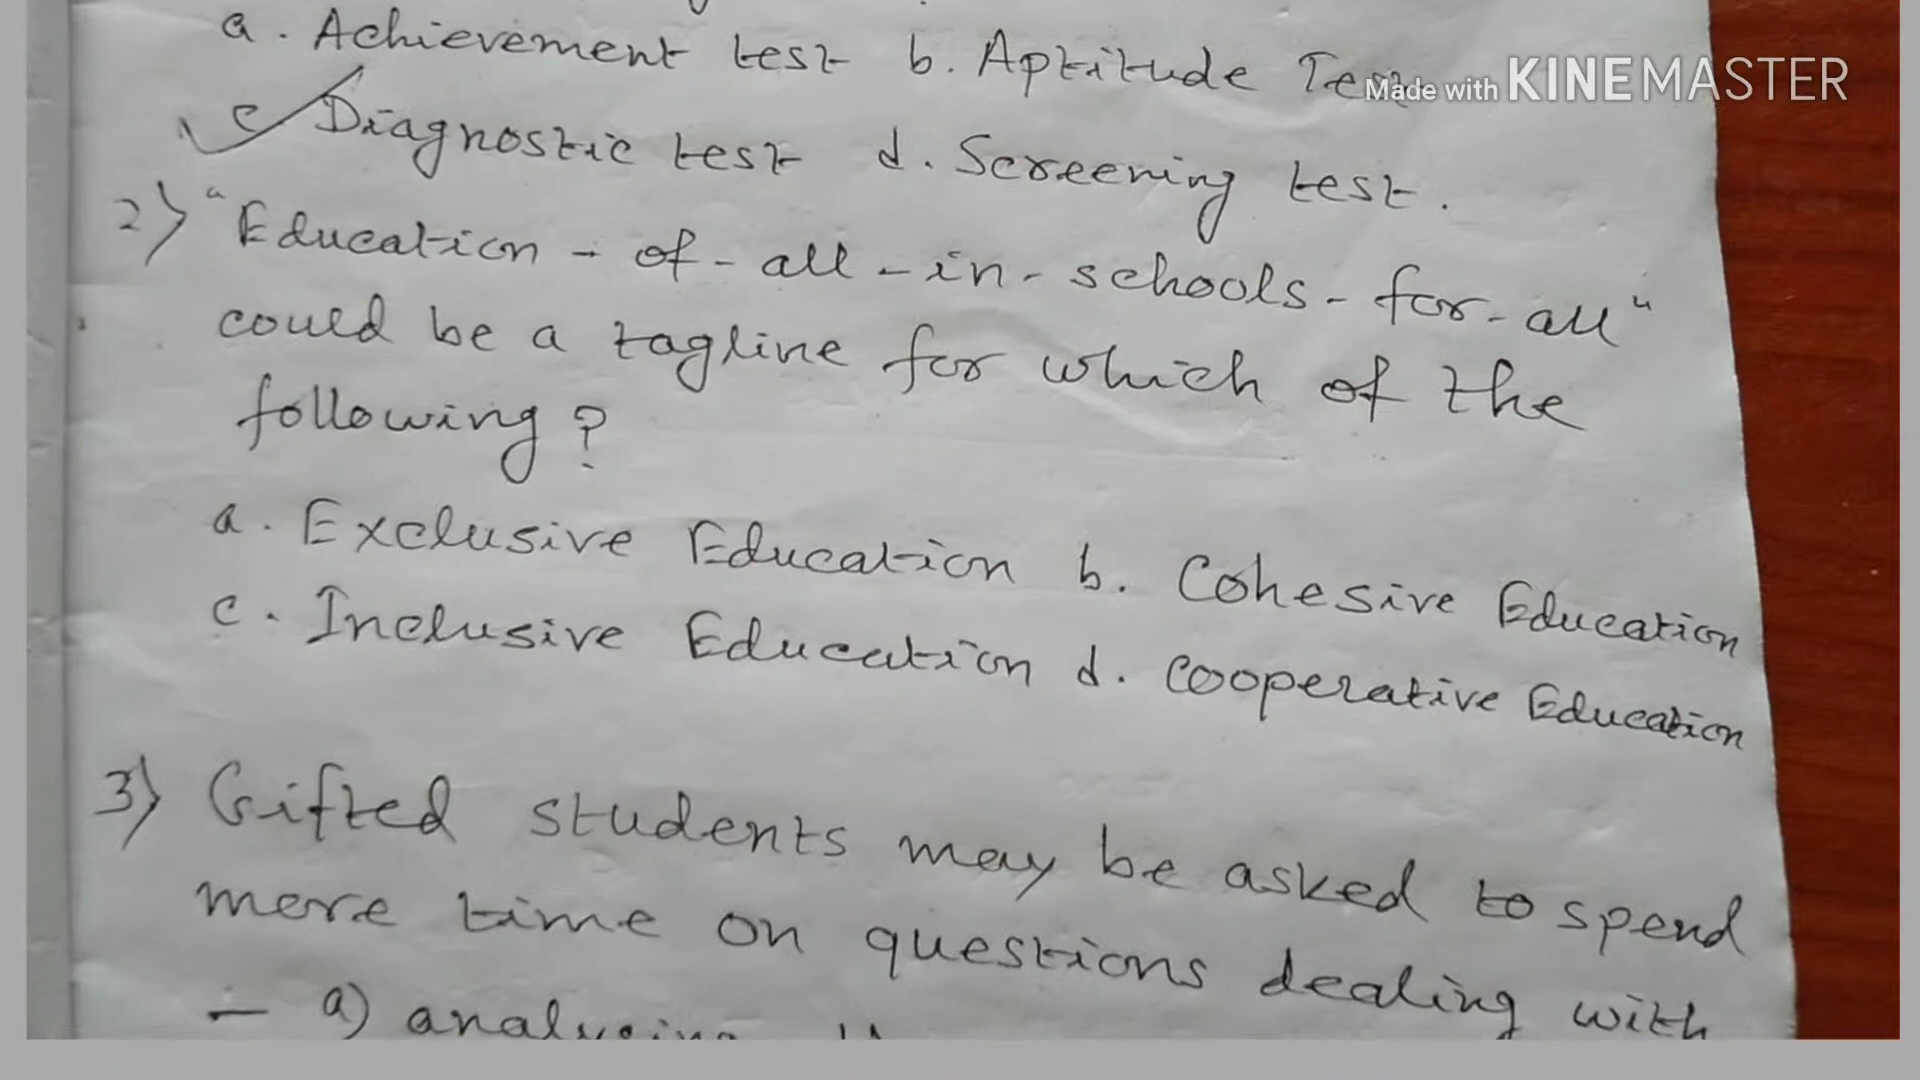 a. Achievement test b. Aptitude Test
Made with KINEMASTER
c Diagnostic test d. Screening test.
2) "Education-of-all-in-schools-for-all"
could be a tagline for which of the
following?
a. Exclusive Education b. Cohesive Education
c. Inclusive Education d. Cooperative Education
3) Gifted students may be asked to spend
more time on questions dealing with
- a)